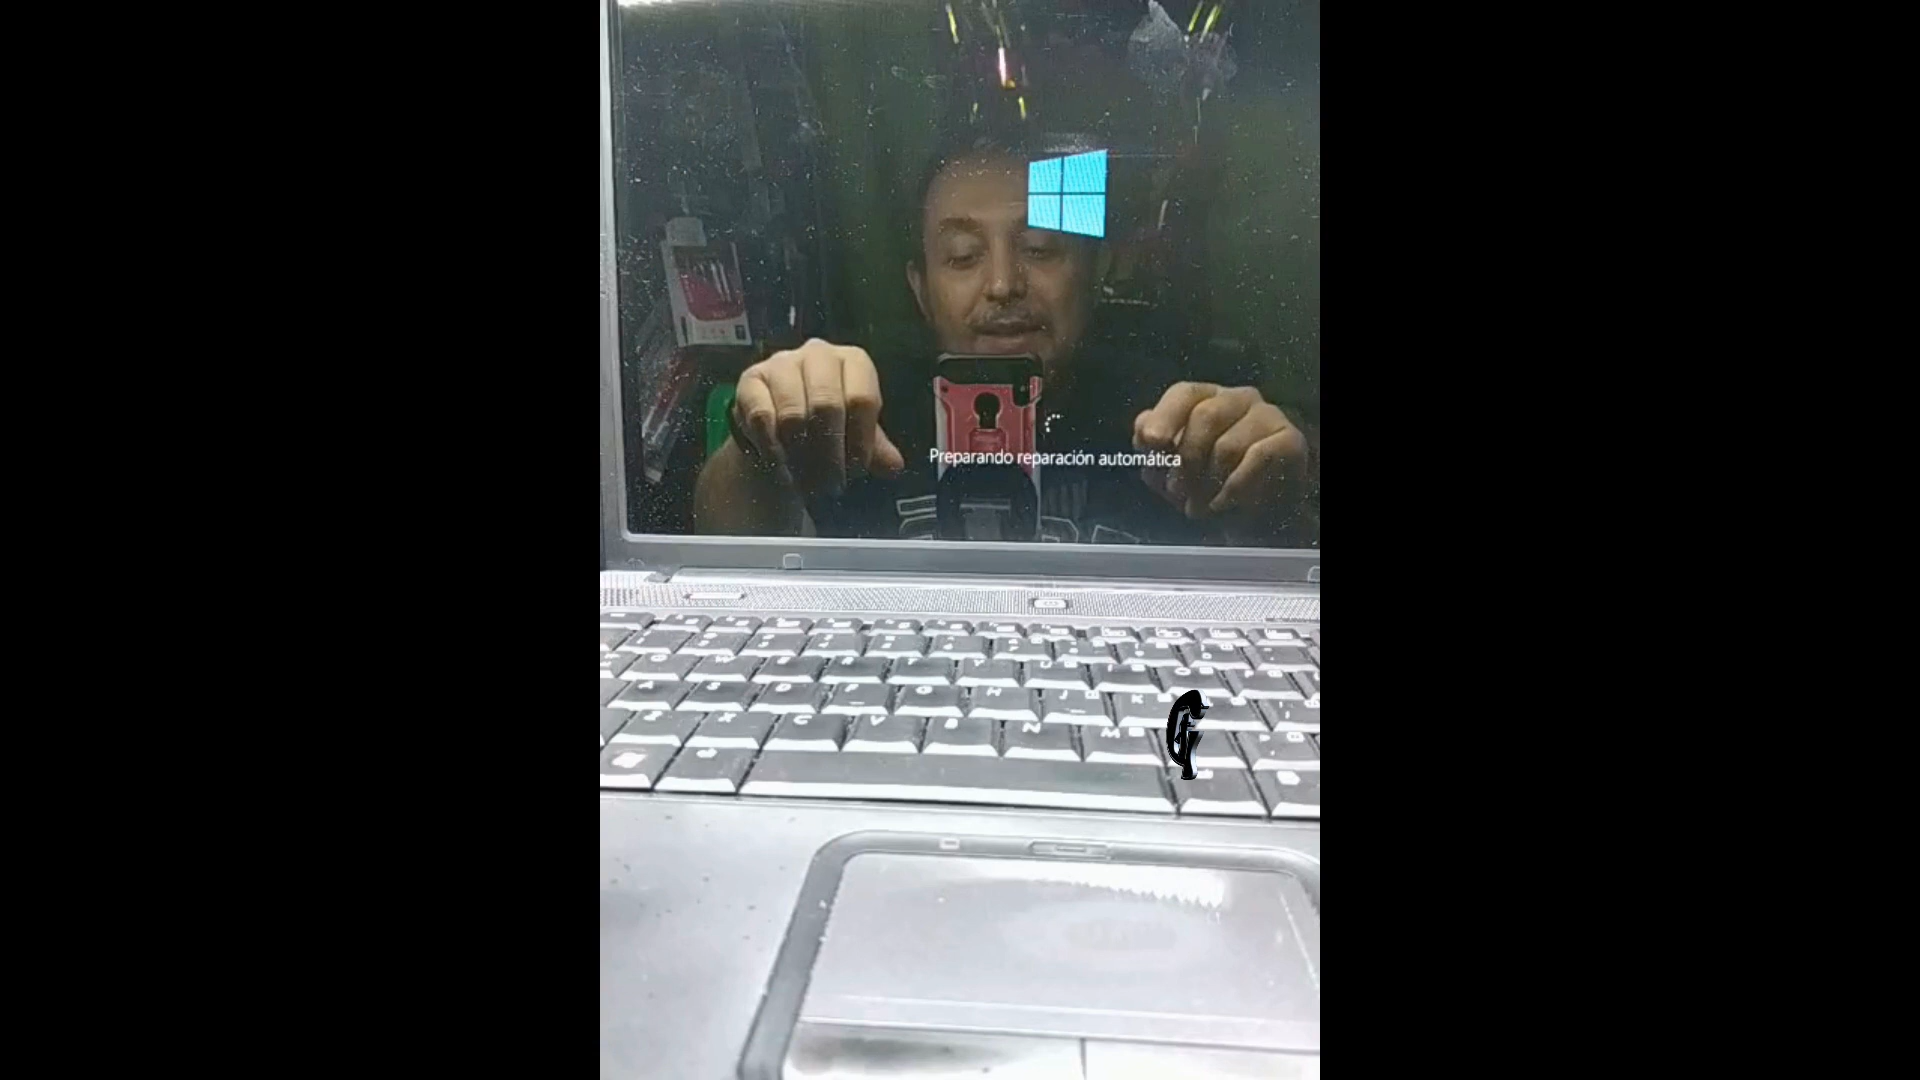 Preparando reparación automática
Q W E R T Y U I O P
A S D F G H J K
Z X C V B N M